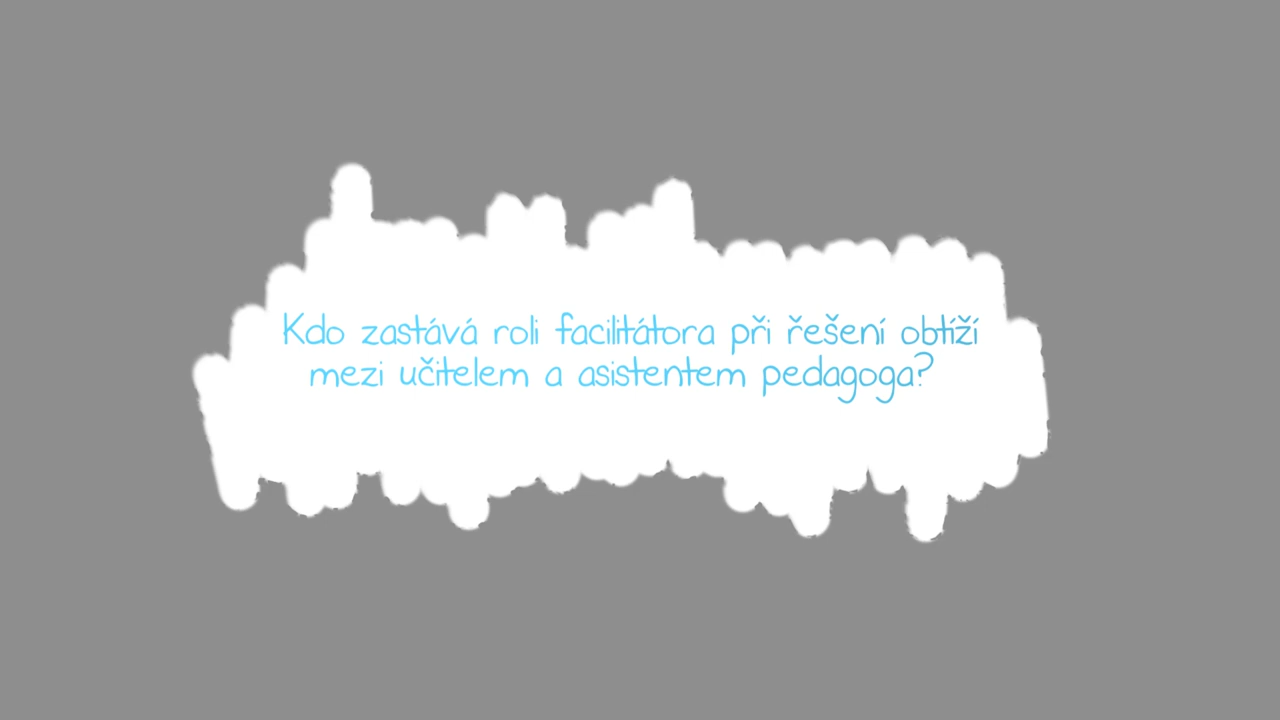 Kdo zastává roli facilitátora při řešení obtíží
mezi učitelem a asistentem pedagoga?